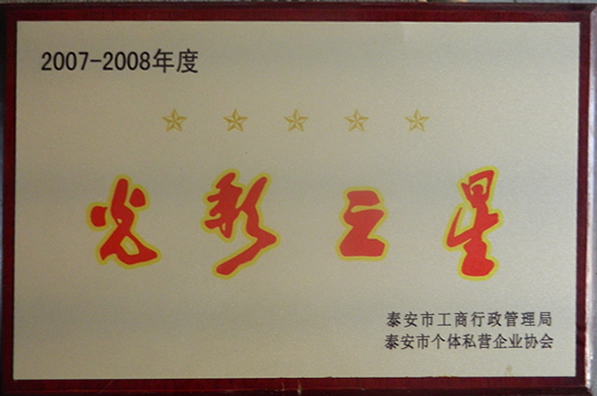 2007-2008年度
光彩之星
泰安市工商行政管理局
泰安市个体私营企业协会